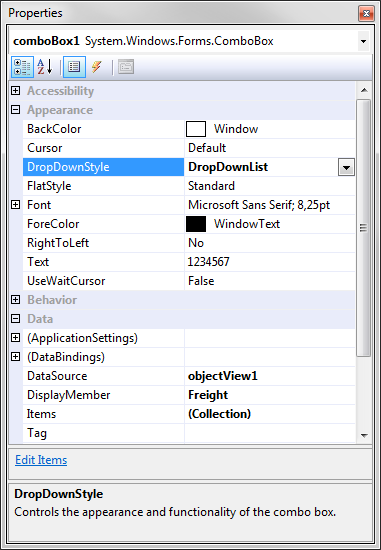 Properties
comboBox1 System.Windows.Forms.ComboBox
Accessibility
Appearance
BackColor Window
Cursor Default
DropDownStyle DropDownList
FlatStyle Standard
Font Microsoft Sans Serif; 8,25pt
ForeColor WindowText
RightToLeft No
Text 1234567
UseWaitCursor False
Behavior
Data
(ApplicationSettings)
(DataBindings)
DataSource objectView1
DisplayMember Freight
Items (Collection)
Tag
Edit Items
DropDownStyle
Controls the appearance and functionality of the combo box.